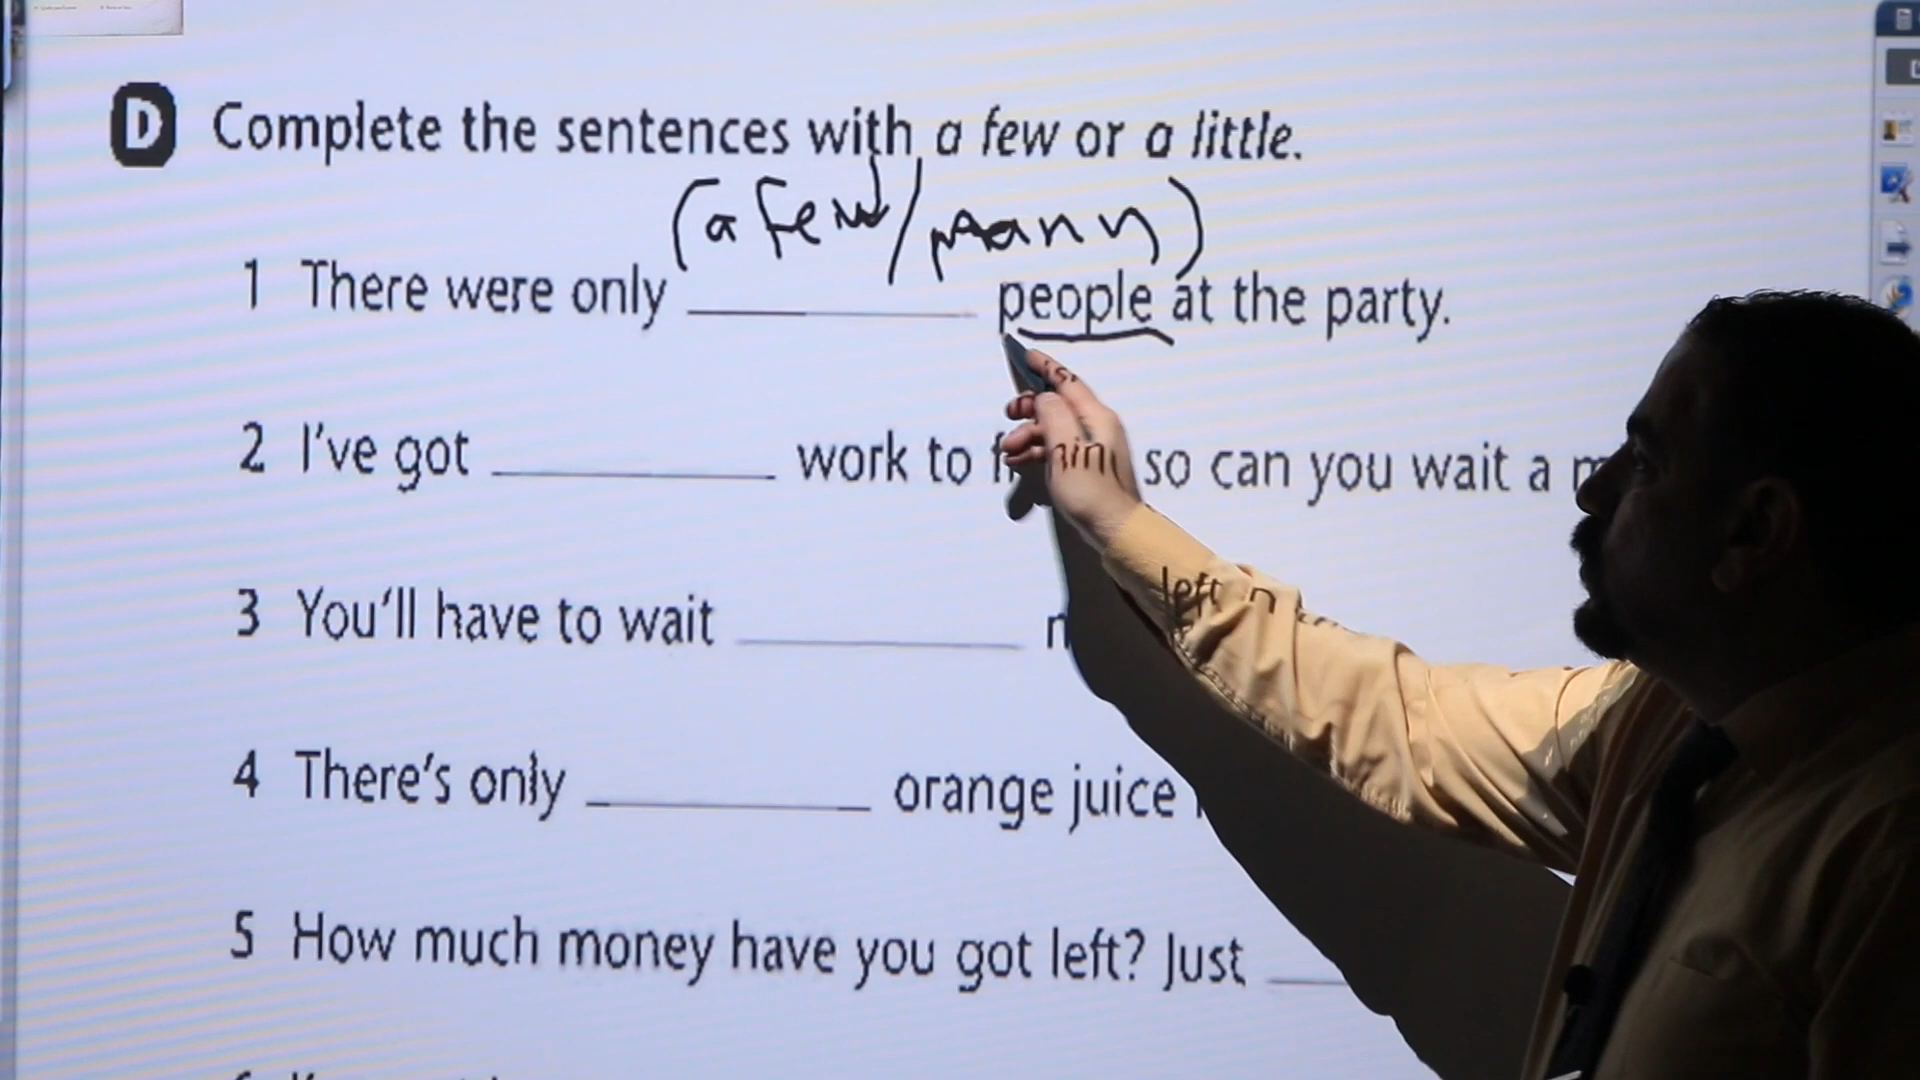 D Complete the sentences with a few or a little.
(a few/many)
1 There were only __________ people at the party.
2 I've got __________ work to so can you wait a
3 You'll have to wait __________
4 There's only __________ orange juice
left in
5 How much money have you got left? Just